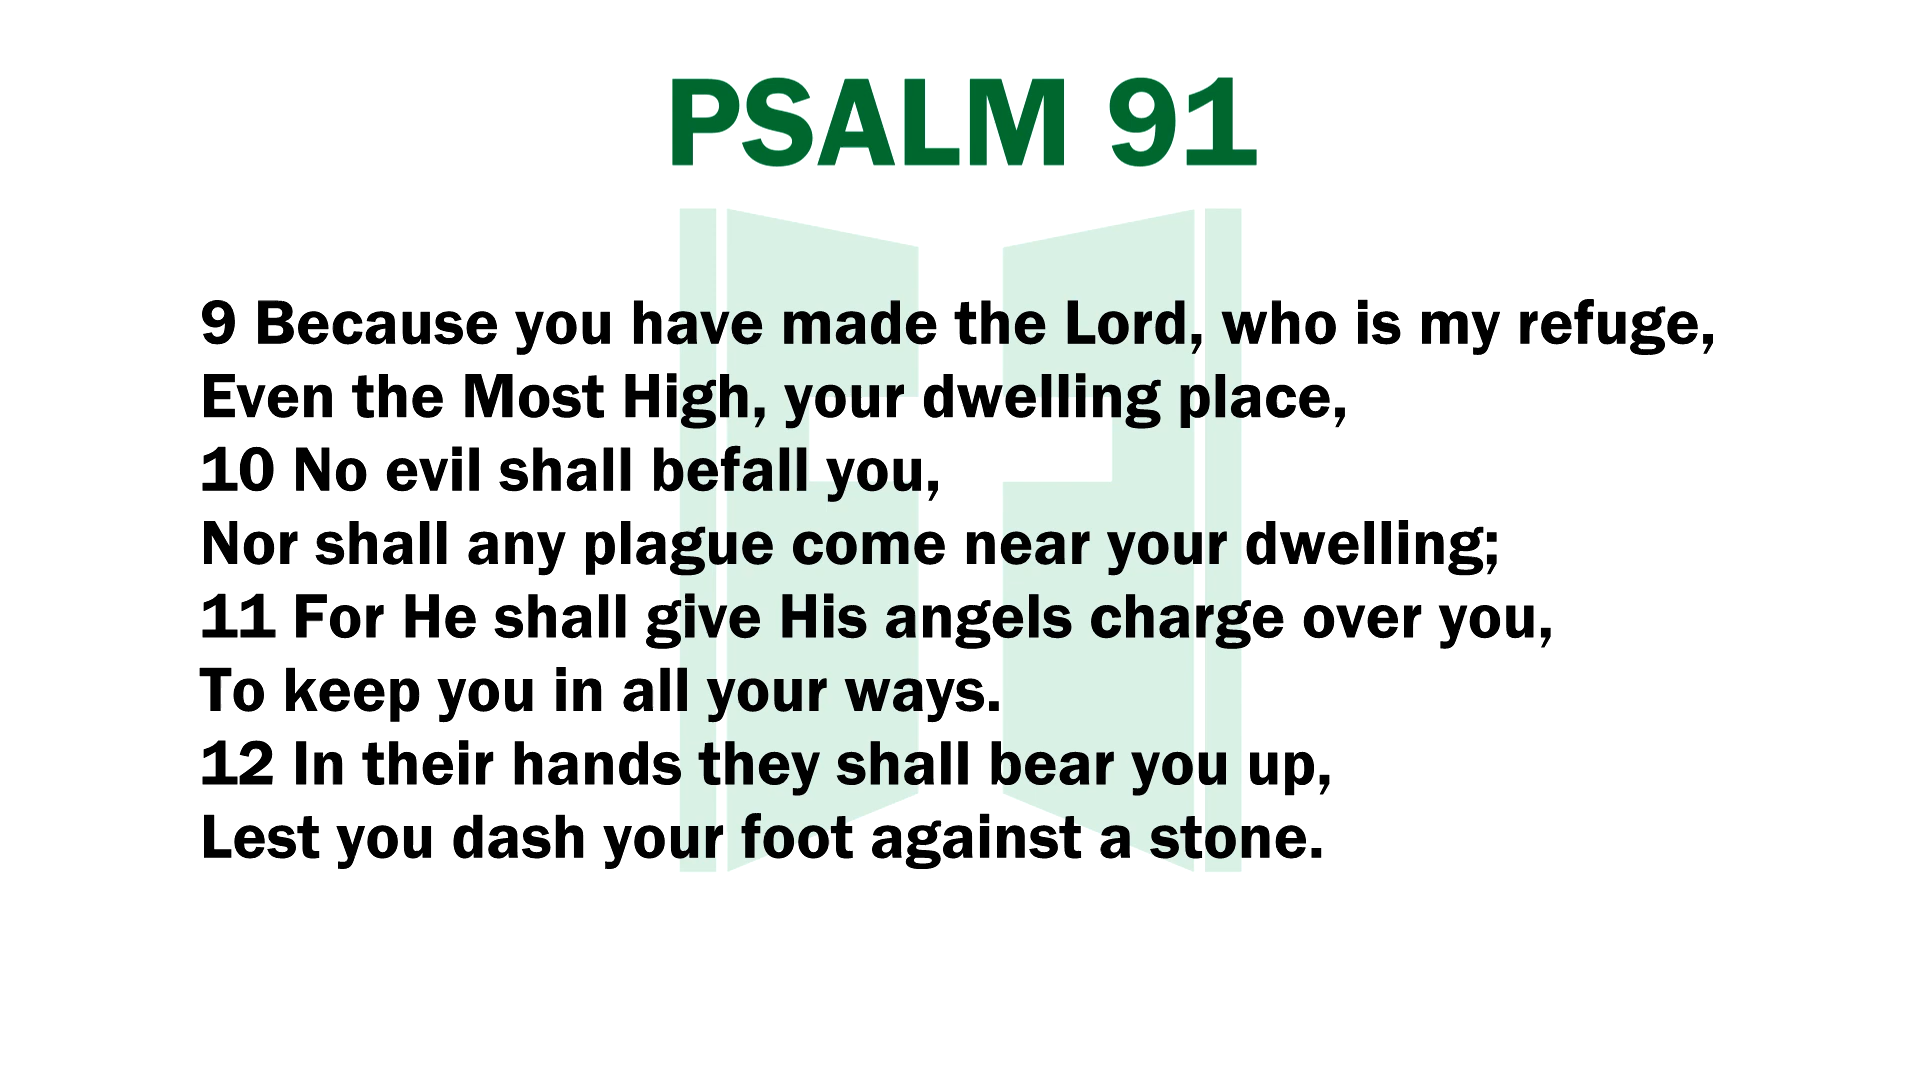 PSALM 91
9 Because you have made the Lord, who is my refuge,
Even the Most High, your dwelling place,
10 No evil shall befall you,
Nor shall any plague come near your dwelling;
11 For He shall give His angels charge over you,
To keep you in all your ways.
12 In their hands they shall bear you up,
Lest you dash your foot against a stone.